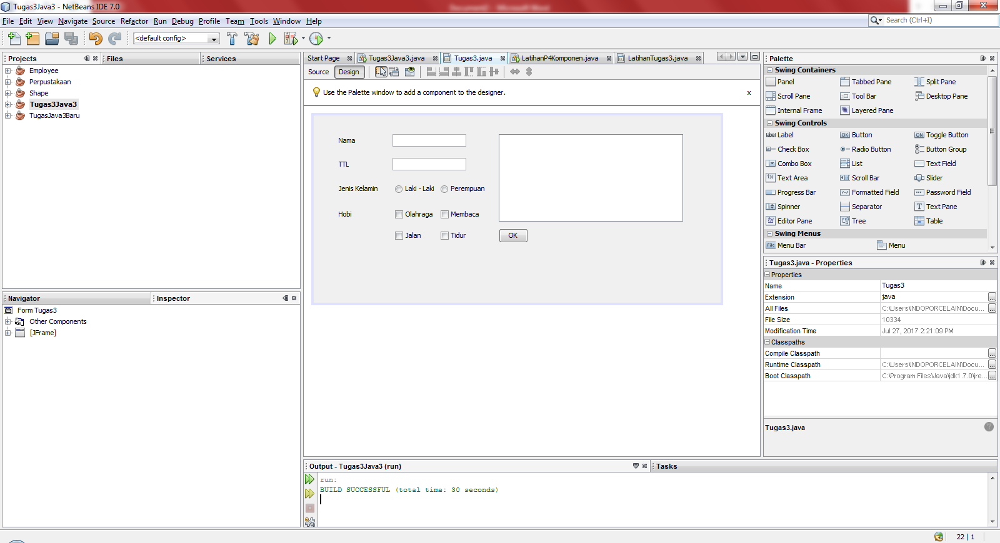 Tugas3Java3 - NetBeans IDE 7.0
File Edit View Navigate Source Refactor Run Debug Profile Team Tools Window Help
Search (Ctrl+I)
<default config>
Projects Files Services
Employee
Perpustakaan
Shape
Tugas3Java3
TugasJava3Baru
Navigator Inspector
Form Tugas3
Other Components
[JFrame]
Start Page Tugas3Java3.java Tugas3.java LatihanP4Komponen.java LatihanTugas3.java
Source Design
Use the Palette window to add a component to the designer. x
Nama
TTL
Jenis Kelamin Laki - Laki Perempuan
Hobi Olahraga Membaca
Jalan Tidur OK
Output - Tugas3Java3 (run) Tasks
run:
BUILD SUCCESSFUL (total time: 30 seconds)
Palette
Swing Containers
Panel Tabbed Pane Split Pane
Scroll Pane Tool Bar Desktop Pane
Internal Frame Layered Pane
Swing Controls
label Label OK Button ON Toggle Button
Check Box Radio Button Button Group
Combo Box List Text Field
Text Area Scroll Bar Slider
Progress Bar Formatted Field Password Field
Spinner Separator Text Pane
Editor Pane Tree Table
Swing Menus
File Menu Bar Menu
Tugas3.java - Properties
Properties
Name Tugas3
Extension java
All Files C:\Users\INDOPORCELAIN\Docu...
File Size 10334
Modification Time Jul 27, 2017 2:21:09 PM
Classpaths
Compile Classpath
Runtime Classpath C:\Users\INDOPORCELAIN\Docu...
Boot Classpath C:\Program Files\Java\jdk1.7.0\jre...
Tugas3.java
22 | 1